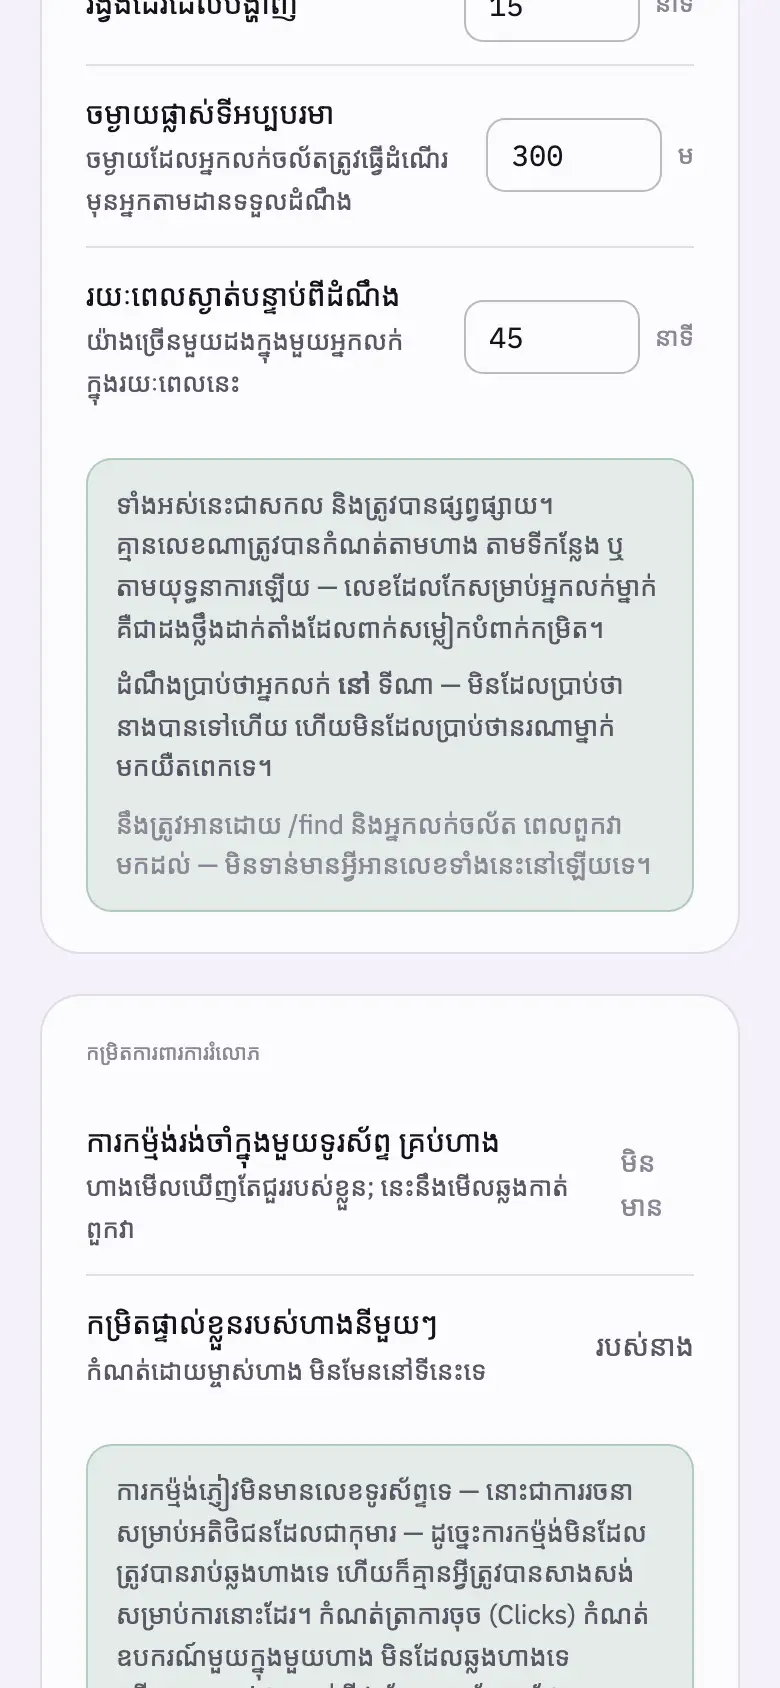 15
នាទី
ចម្ងាយផ្លាស់ទីអប្បបរមា
ចម្ងាយដែលអ្នកលក់ចល័តត្រូវធ្វើដំណើរ
មុនអ្នកតាមដានទទួលដំណឹង
300
ម
រយៈពេលស្ងាត់បន្ទាប់ពីដំណឹង
យ៉ាងច្រើនមួយដងក្នុងមួយអ្នកលក់
ក្នុងរយៈពេលនេះ
45
នាទី
ទាំងអស់នេះជាសកល និងត្រូវបានផ្សព្វផ្សាយ។
គ្មានលេខណាត្រូវបានកំណត់តាមហាង តាមទីកន្លែង ឬ
តាមយុទ្ធនាការឡើយ — លេខដែលកែសម្រាប់អ្នកលក់ម្នាក់
គឺជាដងថ្លឹងដាក់តាំងដែលពាក់សម្លៀកបំពាក់កម្រិត។
ដំណឹងប្រាប់ថាអ្នកលក់ នៅ ទីណា — មិនដែលប្រាប់ថា
នាងបានទៅហើយ ហើយមិនដែលប្រាប់ថានរណាម្នាក់
មកយឺតពេកទេ។
នឹងត្រូវអានដោយ /find និងអ្នកលក់ចល័ត ពេលពួកវា
មកដល់ — មិនទាន់មានអ្វីអានលេខទាំងនេះនៅឡើយទេ។
កម្រិតការពារការរំលោភ
ការកម្ម៉ង់រង់ចាំក្នុងមួយទូរស័ព្ទ គ្រប់ហាង
ហាងមើលឃើញតែជួររបស់ខ្លួន; នេះនឹងមើលឆ្លងកាត់
ពួកវា
មិន
មាន
កម្រិតផ្ទាល់ខ្លួនរបស់ហាងនីមួយៗ
កំណត់ដោយម្ចាស់ហាង មិនមែននៅទីនេះទេ
របស់នាង
ការកម្ម៉ង់ភ្ញៀវមិនមានលេខទូរស័ព្ទទេ — នោះជាការរចនា
សម្រាប់អតិថិជនដែលជាកុមារ — ដូច្នេះការកម្ម៉ង់មិនដែល
ត្រូវបានរាប់ឆ្លងហាងទេ ហើយក៏គ្មានអ្វីត្រូវបានសាងសង់
សម្រាប់ការនោះដែរ។ កំណត់ត្រាការចុច (Clicks) កំណត់
ឧបករណ៍មួយក្នុងមួយហាង មិនដែលឆ្លងហាងទេ